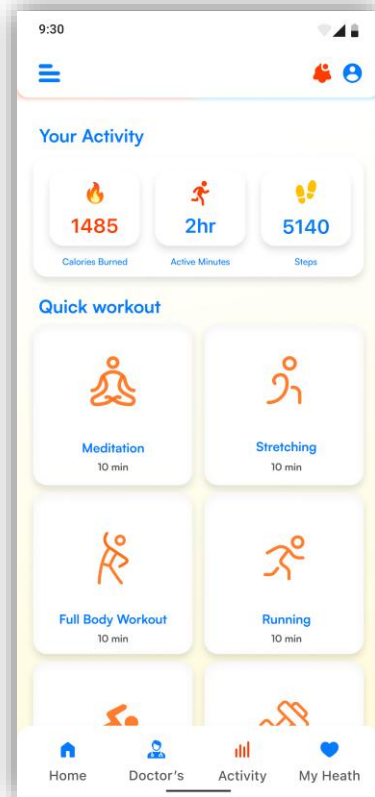 9:30
Your Activity
1485 2hr 5140
Calories Burned Active Minutes Steps
Quick workout
Meditation Stretching
10 min 10 min
Full Body Workout Running
10 min 10 min
Home Doctor's Activity My Heath